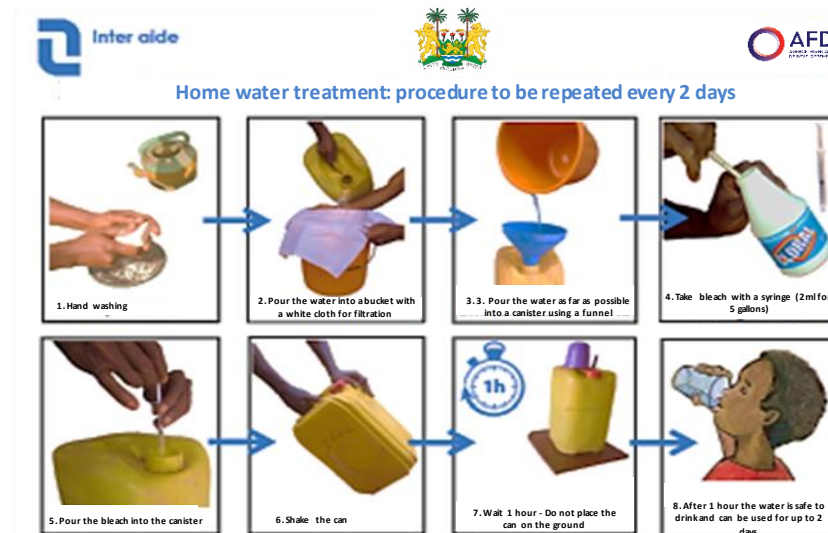 Inter aide
AFD
Home water treatment: procedure to be repeated every 2 days
1. Hand washing
2. Pour the water into a bucket with
a white cloth for filtration
3.3. Pour the water as far as possible
into a canister using a funnel
CLORAL
4. Take bleach with a syringe (2ml for
5 gallons)
5. Pour the bleach into the canister
6. Shake the can
1h
7. Wait 1 hour - Do not place the
can on the ground
8. After 1 hour the water is safe to
drink and can be used for up to 2
days